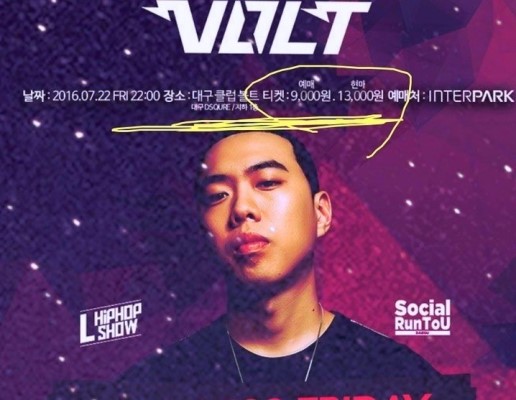 VOLT
예매 현매
날짜 : 2016.07.22 FRI 22:00 장소 : 대구 클럽 볼트 티켓 : 9,000원. 13,000원 예매처 : INTERPARK
대구 DSQURE / 지하 1층
L HIPHOP SHOW
Social RunToU
FRIDAY